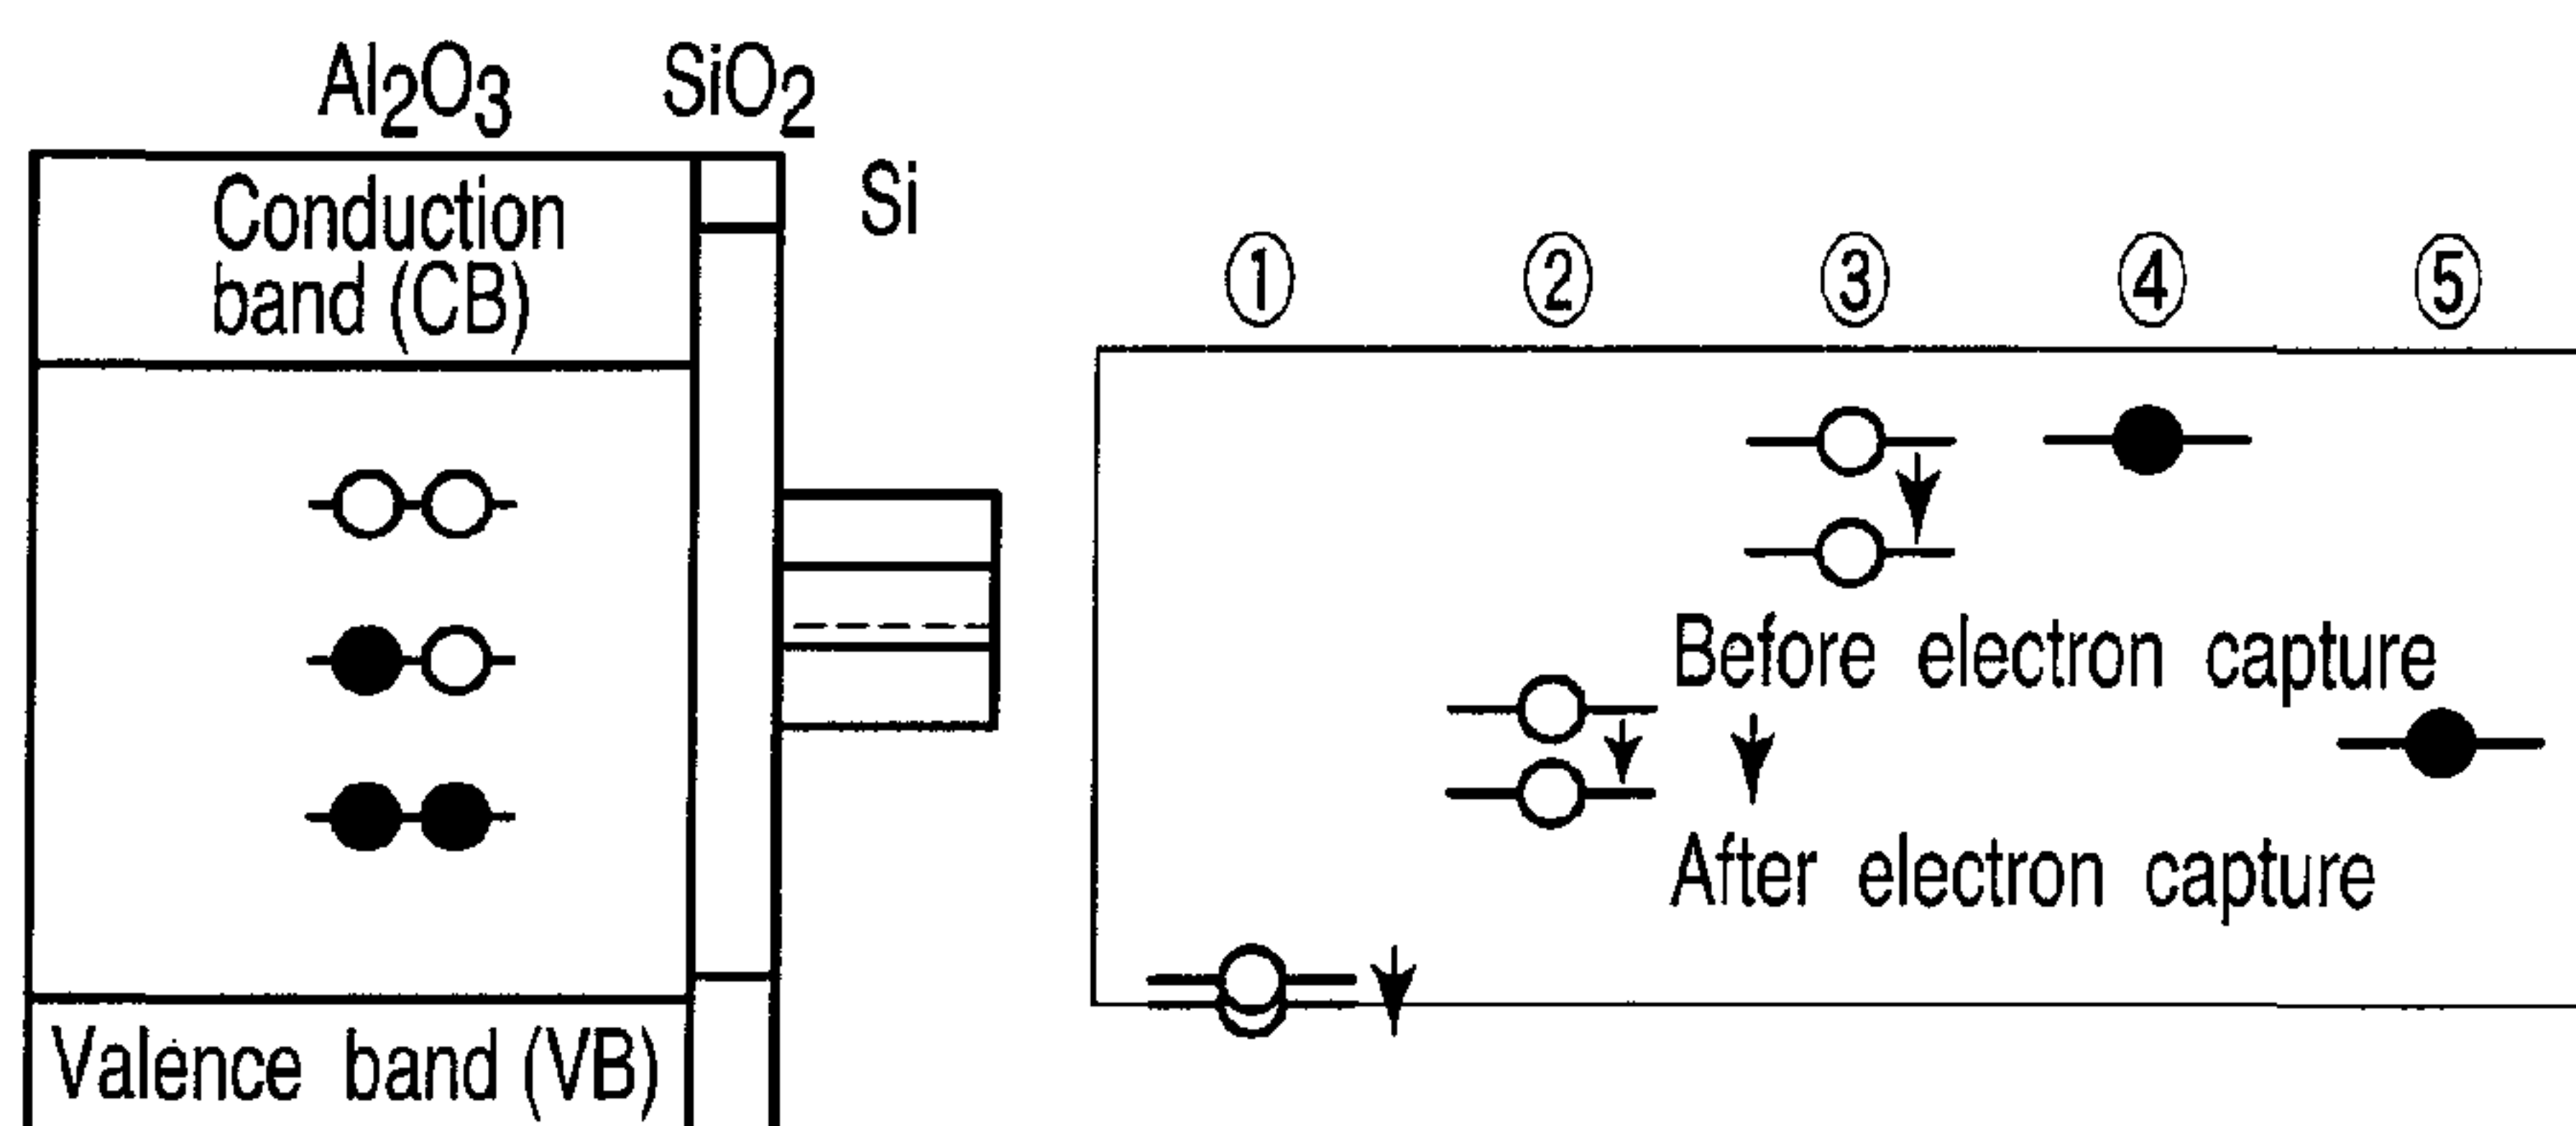 Al2O3
SiO2
Si
Conduction
band (CB)
Valence band (VB)
① ② ③ ④ ⑤
Before electron capture
After electron capture